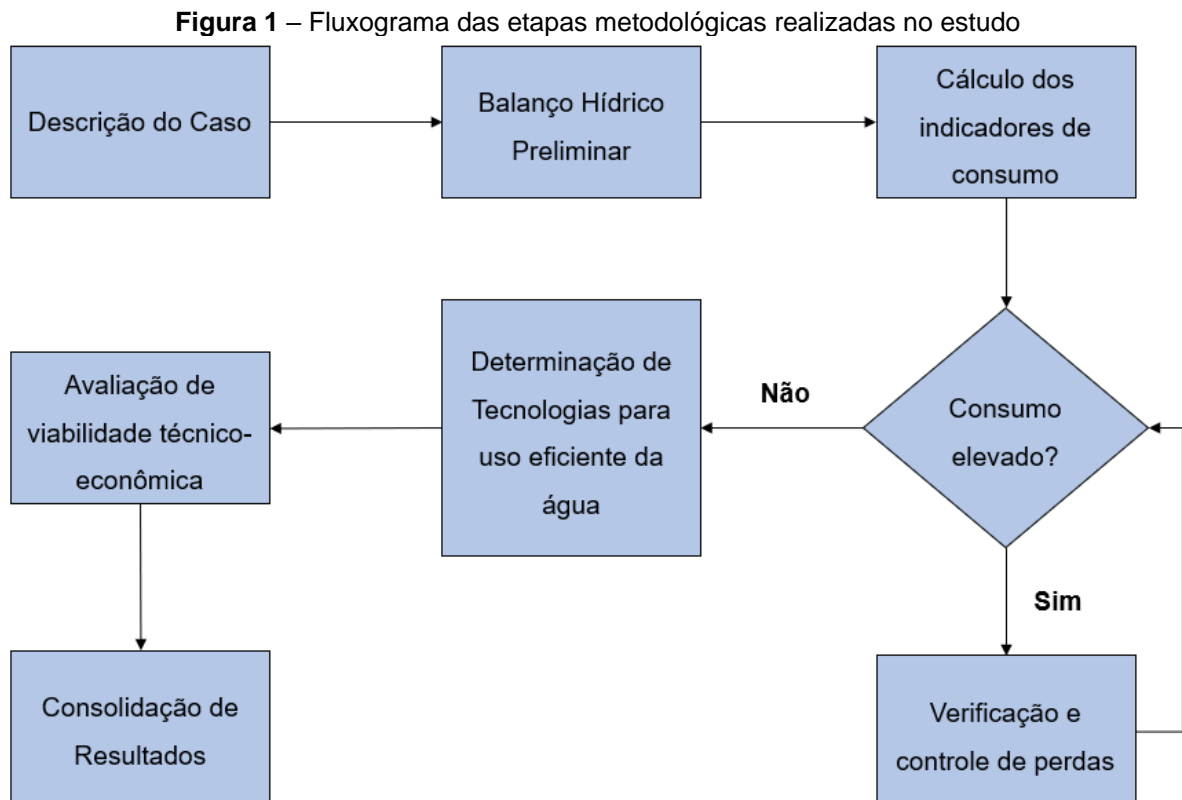 Figura 1 – Fluxograma das etapas metodológicas realizadas no estudo
Descrição do Caso
Balanço Hídrico
Preliminar
Cálculo dos
indicadores de
consumo
Consumo
elevado?
Não
Sim
Verificação e
controle de perdas
Determinação de
Tecnologias para
uso eficiente da
água
Avaliação de
viabilidade técnico-
econômica
Consolidação de
Resultados